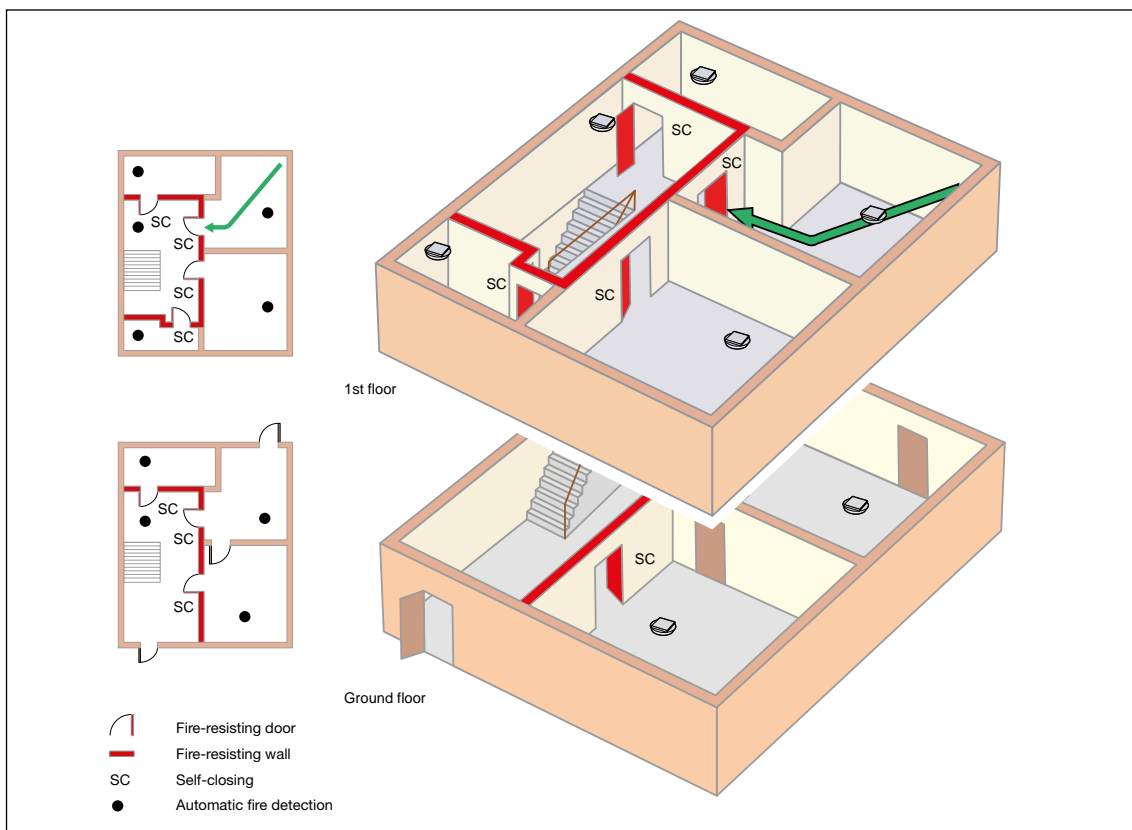 SC
SC
SC
SC
SC
SC
SC
SC
1st floor
SC
SC
SC
SC
Ground floor
Fire-resisting door
Fire-resisting wall
SC Self-closing
Automatic fire detection